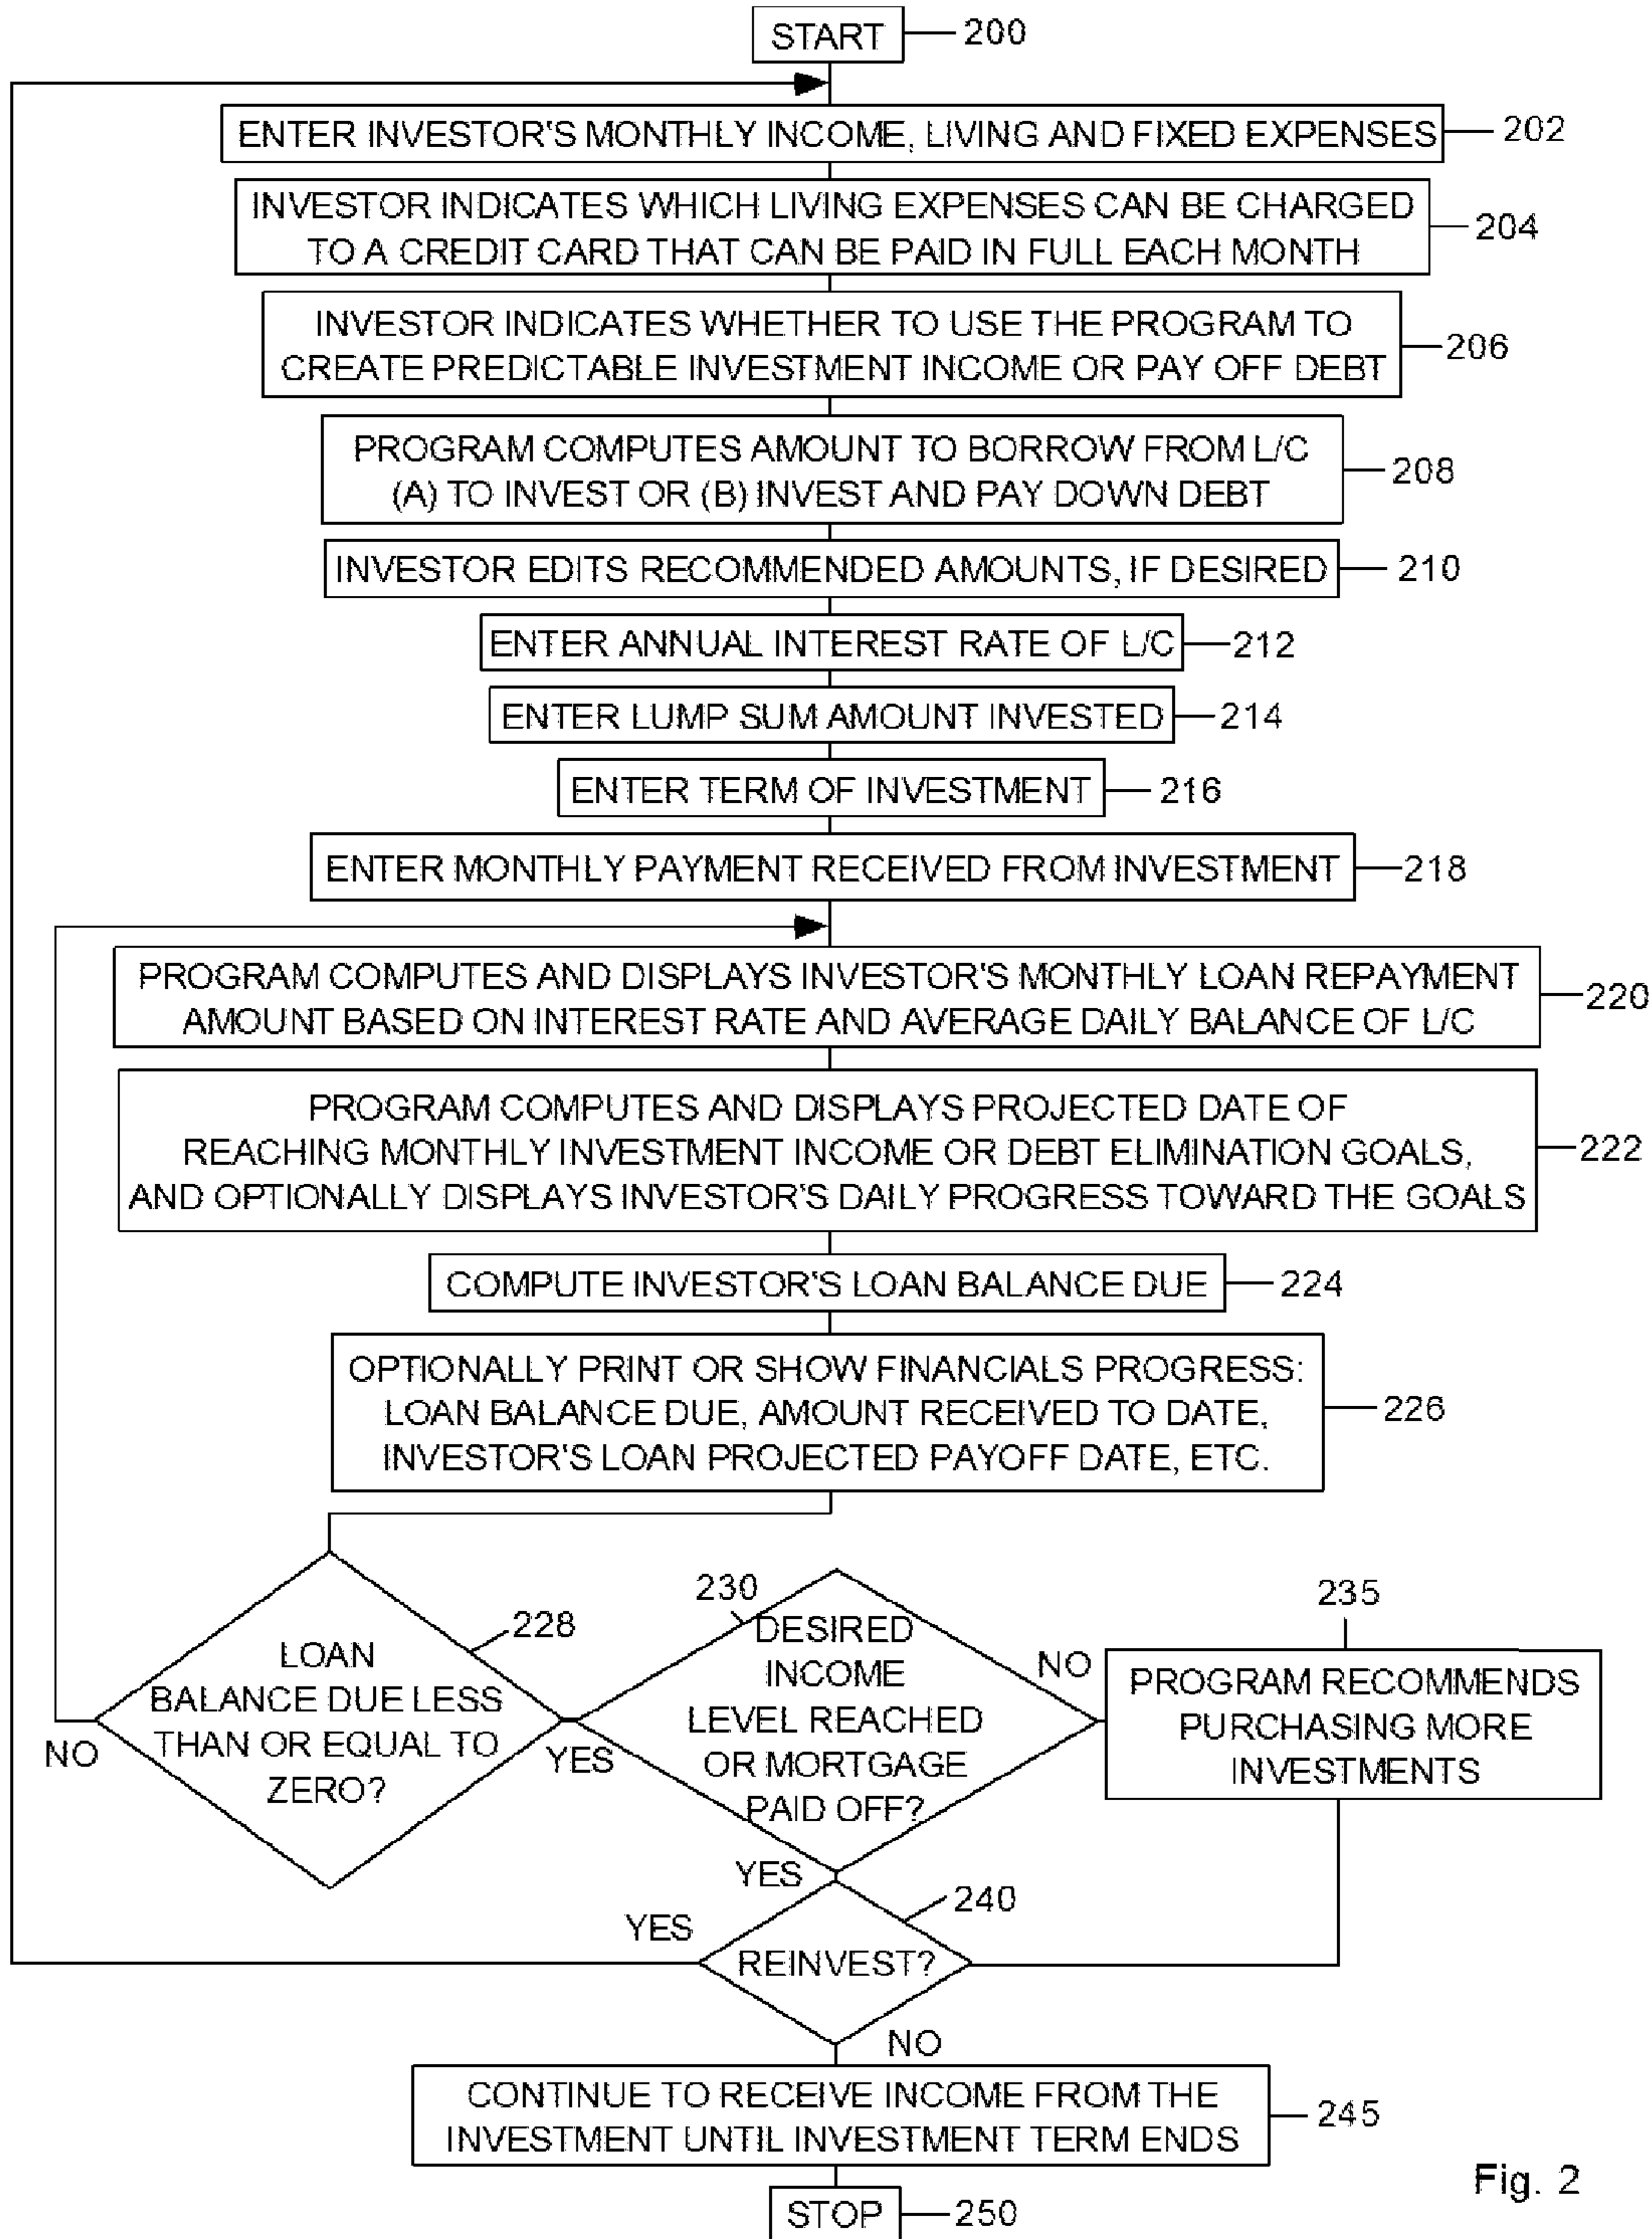 START
200
ENTER INVESTOR'S MONTHLY INCOME, LIVING AND FIXED EXPENSES
202
INVESTOR INDICATES WHICH LIVING EXPENSES CAN BE CHARGED
TO A CREDIT CARD THAT CAN BE PAID IN FULL EACH MONTH
204
INVESTOR INDICATES WHETHER TO USE THE PROGRAM TO
CREATE PREDICTABLE INVESTMENT INCOME OR PAY OFF DEBT
206
PROGRAM COMPUTES AMOUNT TO BORROW FROM L/C
(A) TO INVEST OR (B) INVEST AND PAY DOWN DEBT
208
INVESTOR EDITS RECOMMENDED AMOUNTS, IF DESIRED
210
ENTER ANNUAL INTEREST RATE OF L/C
212
ENTER LUMP SUM AMOUNT INVESTED
214
ENTER TERM OF INVESTMENT
216
ENTER MONTHLY PAYMENT RECEIVED FROM INVESTMENT
218
PROGRAM COMPUTES AND DISPLAYS INVESTOR'S MONTHLY LOAN REPAYMENT
AMOUNT BASED ON INTEREST RATE AND AVERAGE DAILY BALANCE OF L/C
220
PROGRAM COMPUTES AND DISPLAYS PROJECTED DATE OF
REACHING MONTHLY INVESTMENT INCOME OR DEBT ELIMINATION GOALS,
AND OPTIONALLY DISPLAYS INVESTOR'S DAILY PROGRESS TOWARD THE GOALS
222
COMPUTE INVESTOR'S LOAN BALANCE DUE
224
OPTIONALLY PRINT OR SHOW FINANCIALS PROGRESS:
LOAN BALANCE DUE, AMOUNT RECEIVED TO DATE,
INVESTOR'S LOAN PROJECTED PAYOFF DATE, ETC.
226
LOAN
BALANCE DUE LESS
THAN OR EQUAL TO
ZERO?
228
NO
YES
230
DESIRED
INCOME
LEVEL REACHED
OR MORTGAGE
PAID OFF?
NO
YES
235
PROGRAM RECOMMENDS
PURCHASING MORE
INVESTMENTS
240
REINVEST?
YES
NO
CONTINUE TO RECEIVE INCOME FROM THE
INVESTMENT UNTIL INVESTMENT TERM ENDS
245
STOP
250
Fig. 2